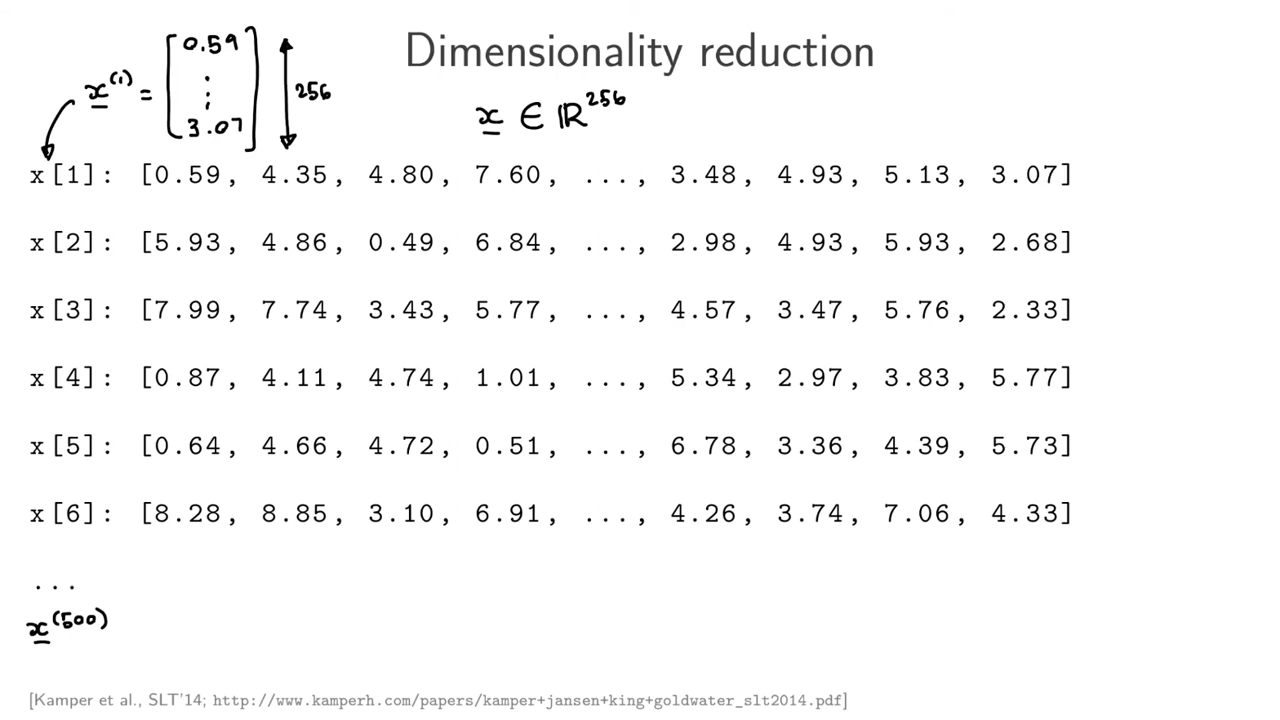 Dimensionality reduction
x^(1) = [0.59 ⋮ 3.07] 256
x ∈ ℝ^256
x[1]: [0.59, 4.35, 4.80, 7.60, ..., 3.48, 4.93, 5.13, 3.07]
x[2]: [5.93, 4.86, 0.49, 6.84, ..., 2.98, 4.93, 5.93, 2.68]
x[3]: [7.99, 7.74, 3.43, 5.77, ..., 4.57, 3.47, 5.76, 2.33]
x[4]: [0.87, 4.11, 4.74, 1.01, ..., 5.34, 2.97, 3.83, 5.77]
x[5]: [0.64, 4.66, 4.72, 0.51, ..., 6.78, 3.36, 4.39, 5.73]
x[6]: [8.28, 8.85, 3.10, 6.91, ..., 4.26, 3.74, 7.06, 4.33]
...
x^(500)
[Kamper et al., SLT'14; http://www.kamperh.com/papers/kamper+jansen+king+goldwater_slt2014.pdf]